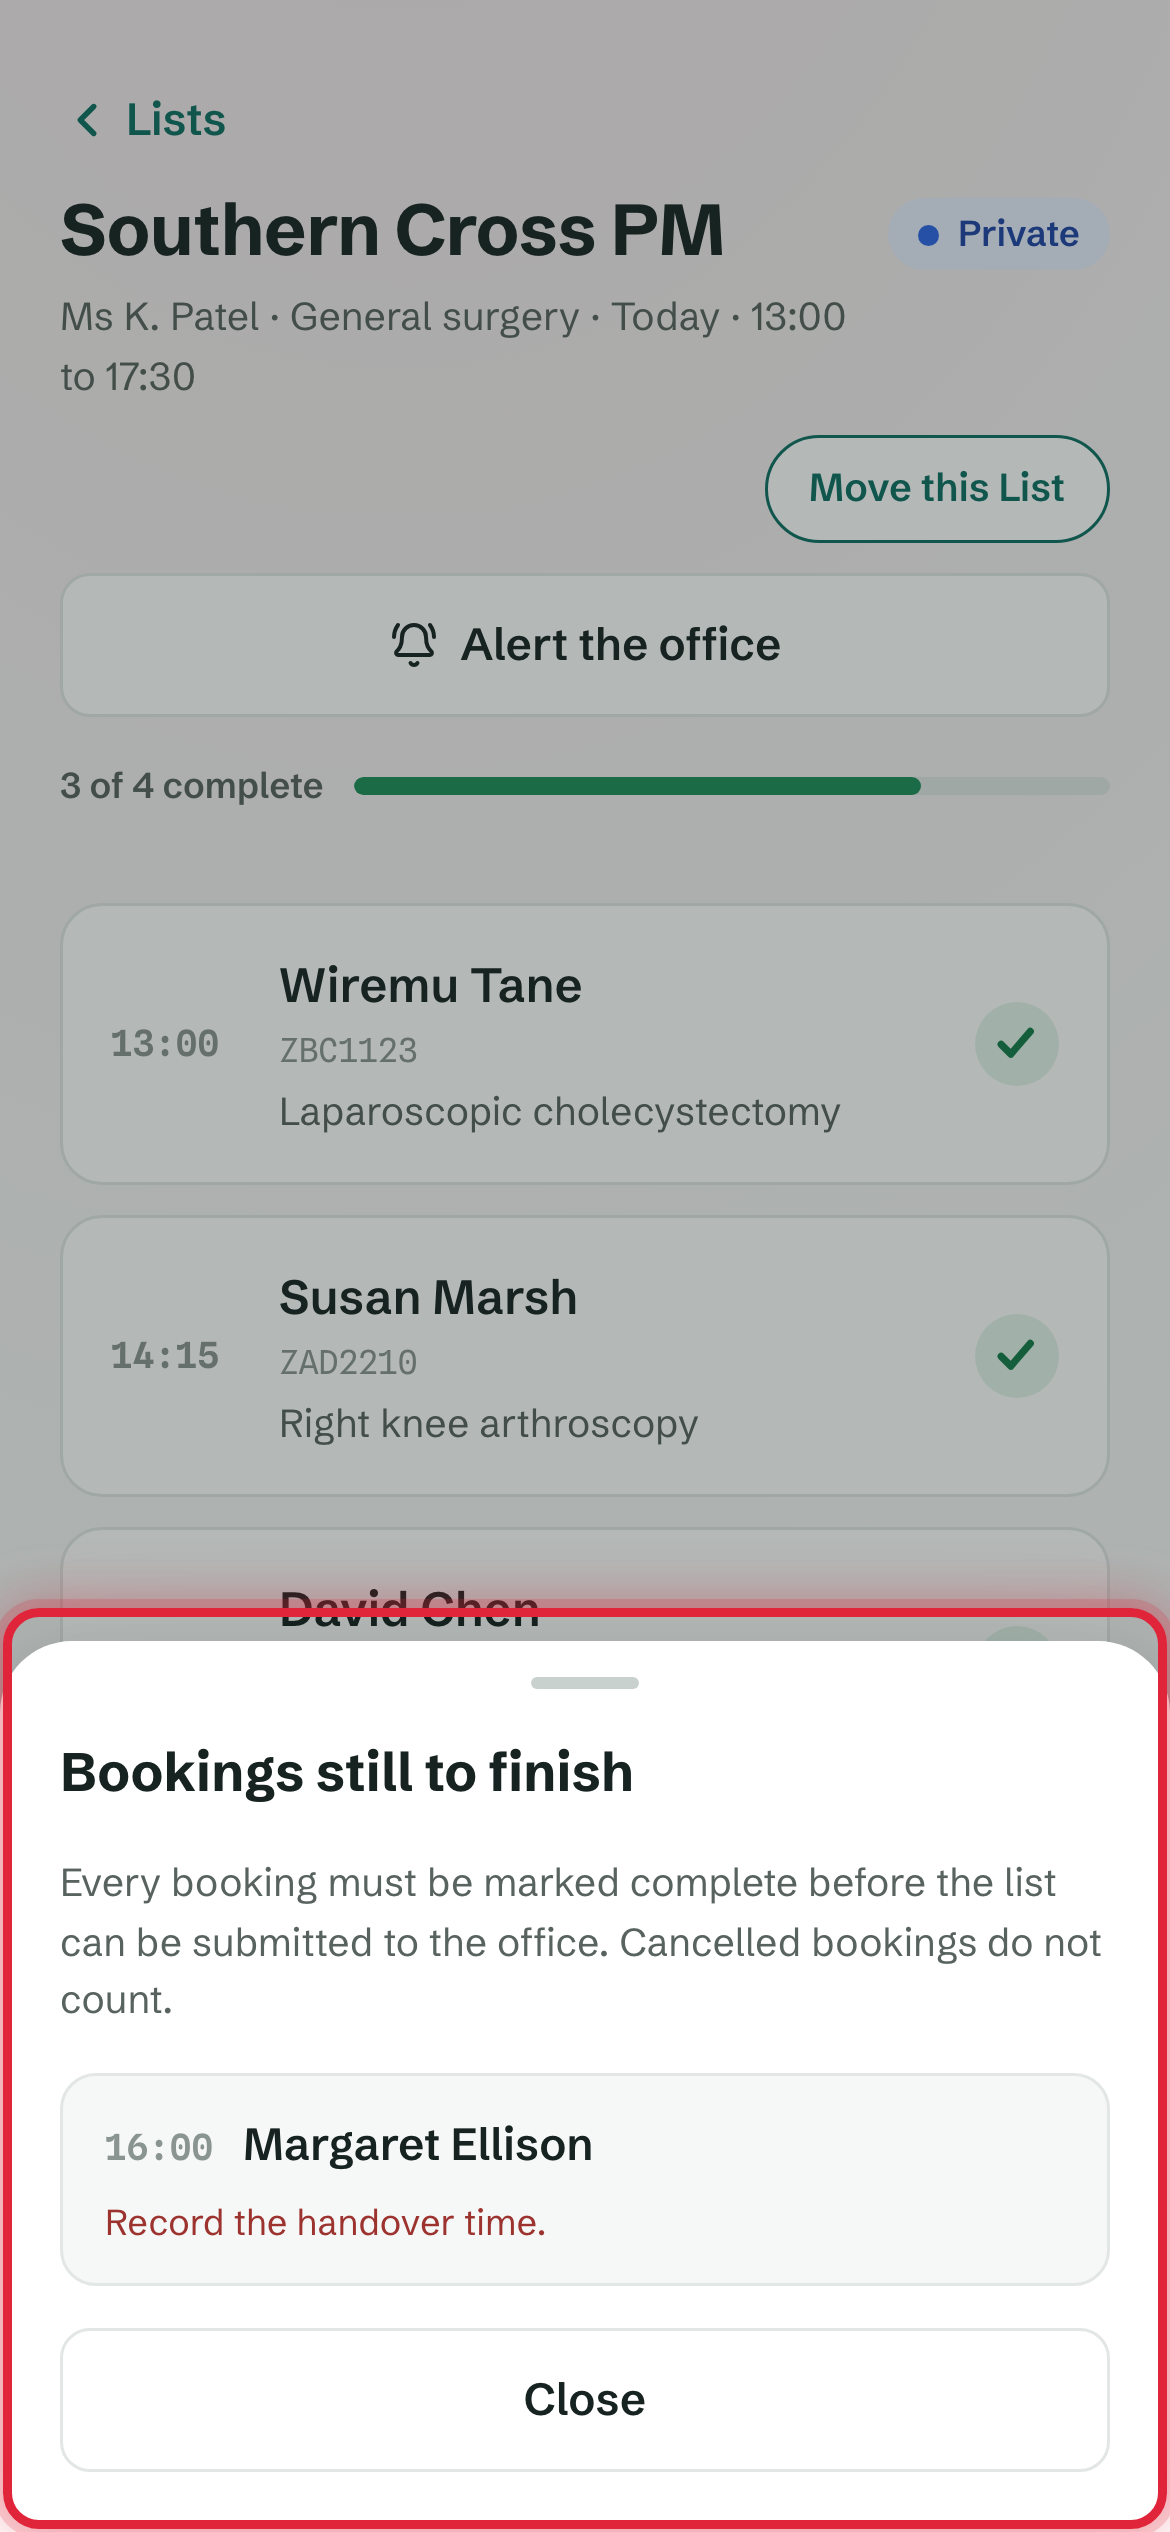 Lists
Southern Cross PM
Private
Ms K. Patel · General surgery · Today · 13:00
to 17:30
Move this List
Alert the office
3 of 4 complete
Wiremu Tane
13:00
ZBC1123
Laparoscopic cholecystectomy
Susan Marsh
14:15
ZAD2210
Right knee arthroscopy
David Chen
Bookings still to finish
Every booking must be marked complete before the list
can be submitted to the office. Cancelled bookings do not
count.
16:00 Margaret Ellison
Record the handover time.
Close